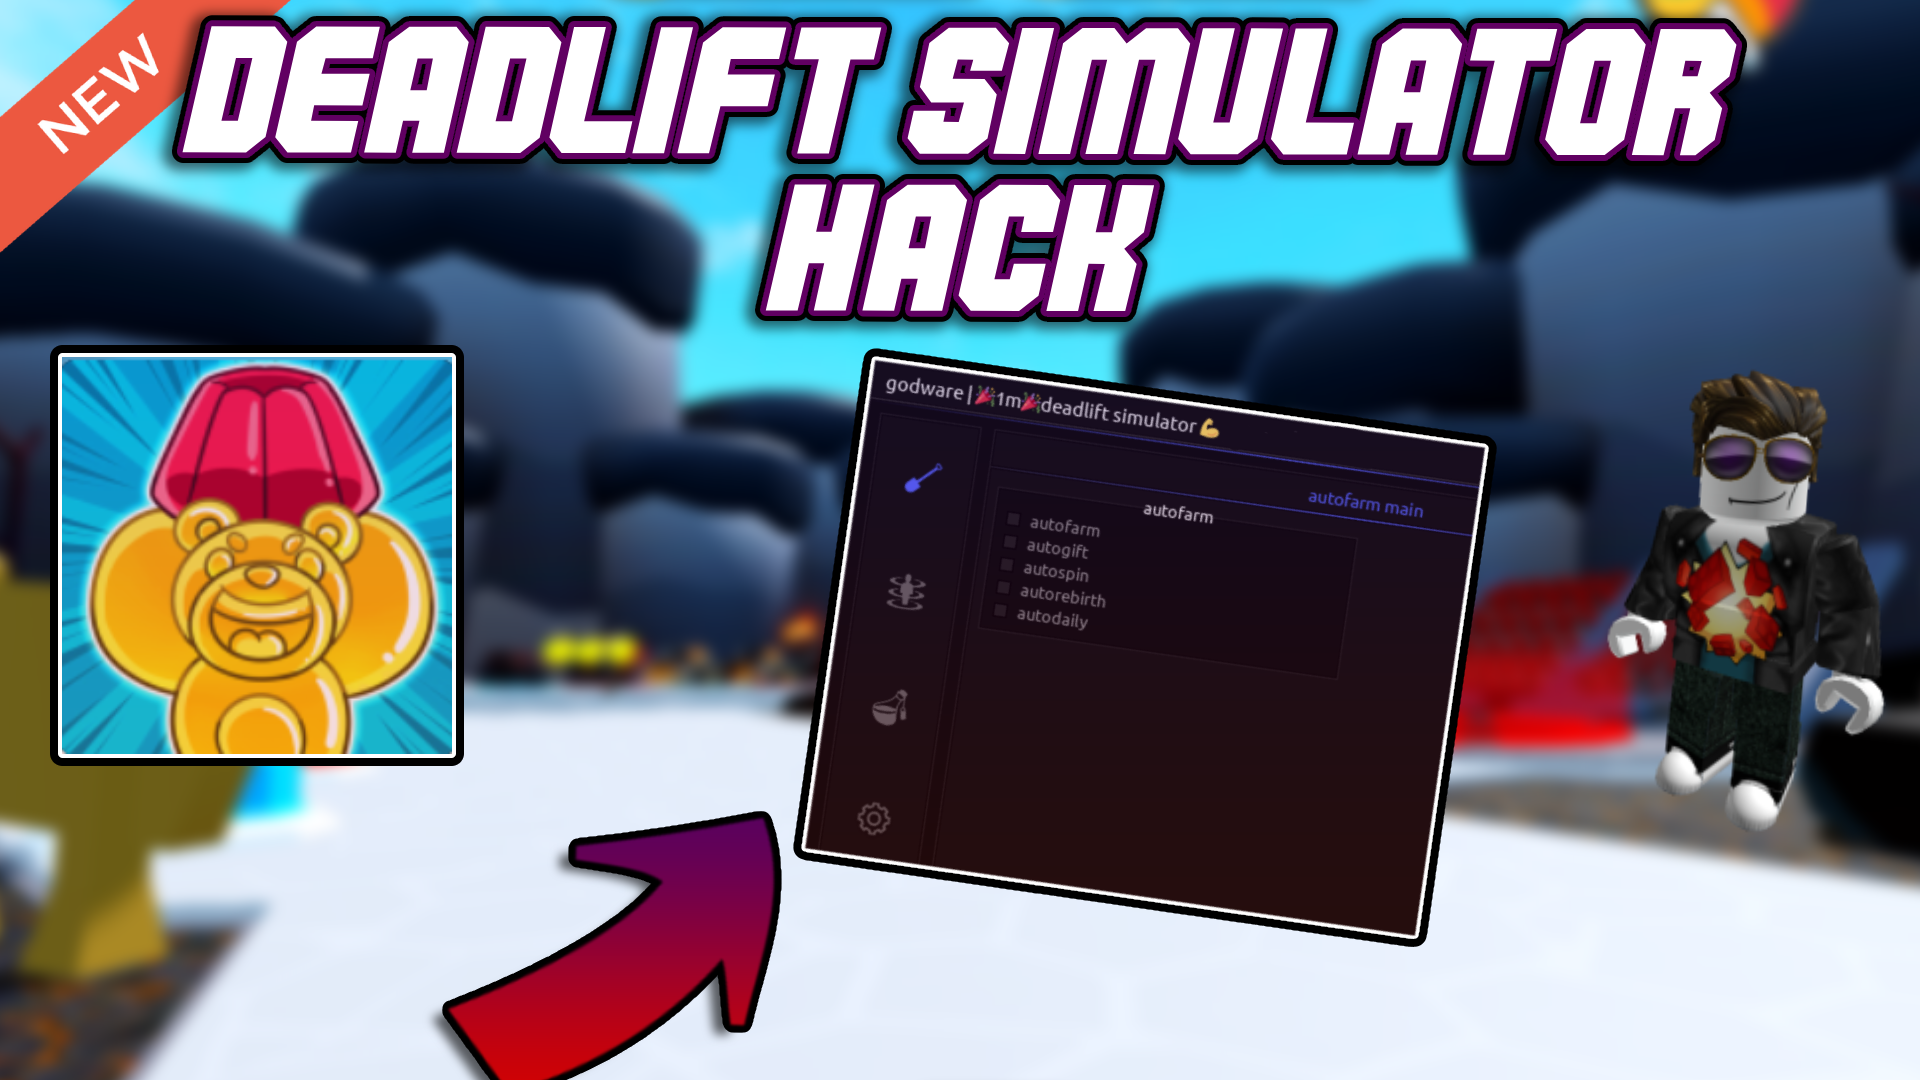 NEW
DEADLIFT SIMULATOR
HACK
godware | 🎉1m🎉deadlift simulator💪
autofarm main
autofarm
autofarm
autogift
autospin
autorebirth
autodaily